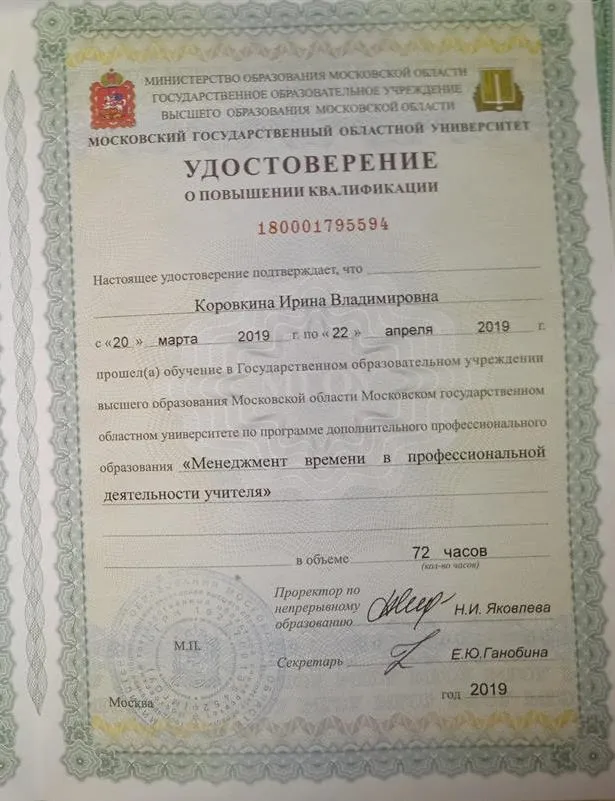 МИНИСТЕРСТВО ОБРАЗОВАНИЯ МОСКОВСКОЙ ОБЛАСТИ
ГОСУДАРСТВЕННОЕ ОБРАЗОВАТЕЛЬНОЕ УЧРЕЖДЕНИЕ
ВЫСШЕГО ОБРАЗОВАНИЯ МОСКОВСКОЙ ОБЛАСТИ
МОСКОВСКИЙ ГОСУДАРСТВЕННЫЙ ОБЛАСТНОЙ УНИВЕРСИТЕТ
УДОСТОВЕРЕНИЕ
О ПОВЫШЕНИИ КВАЛИФИКАЦИИ
180001795594
Настоящее удостоверение подтверждает, что
Коровкина Ирина Владимировна
с «20» марта 2019 г. по «22» апреля 2019 г.
прошел(а) обучение в Государственном образовательном учреждении
высшего образования Московской области Московском государственном
областном университете по программе дополнительного профессионального
образования «Менеджмент времени в профессиональной
деятельности учителя»
в объеме 72 часов
(кол-во часов)
Проректор по
непрерывному
образованию Н.И. Яковлева
М.П.
Секретарь Е.Ю.Ганобина
Москва
год 2019